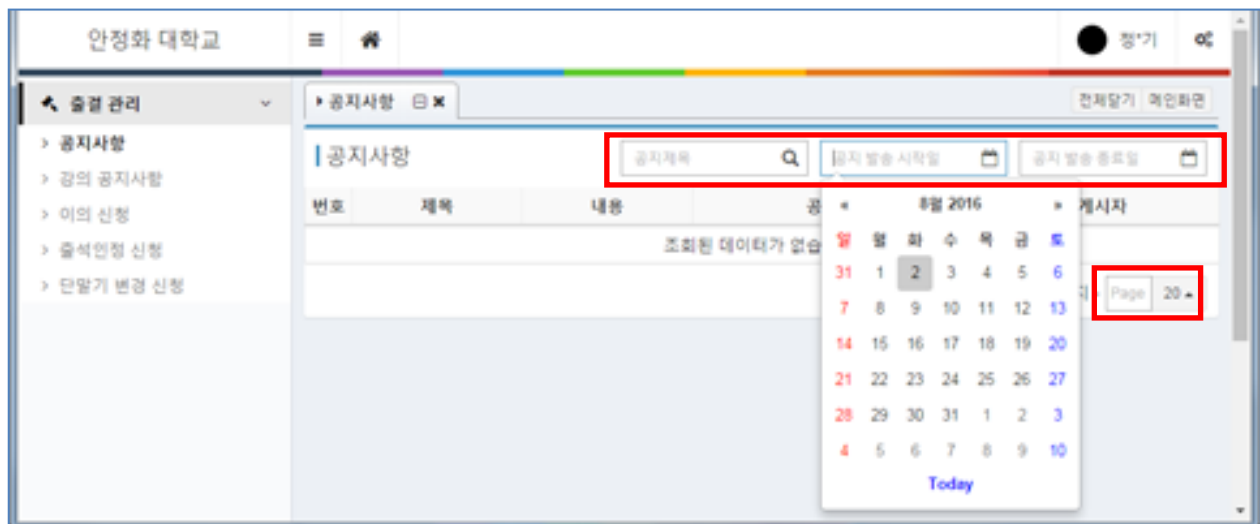 안정화 대학교
정*기
출결 관리
공지사항
전체닫기 메인화면
공지사항
강의 공지사항
이의 신청
출석인정 신청
단말기 변경 신청
공지사항
공지제목
공지 발송 시작일
공지 발송 종료일
번호 제목 내용 공 게시자
조회된 데이터가 없습
« 8월 2016 »
일 월 화 수 목 금 토
31 1 2 3 4 5 6
7 8 9 10 11 12 13
14 15 16 17 18 19 20
21 22 23 24 25 26 27
28 29 30 31 1 2 3
4 5 6 7 8 9 10
Today
지 Page 20